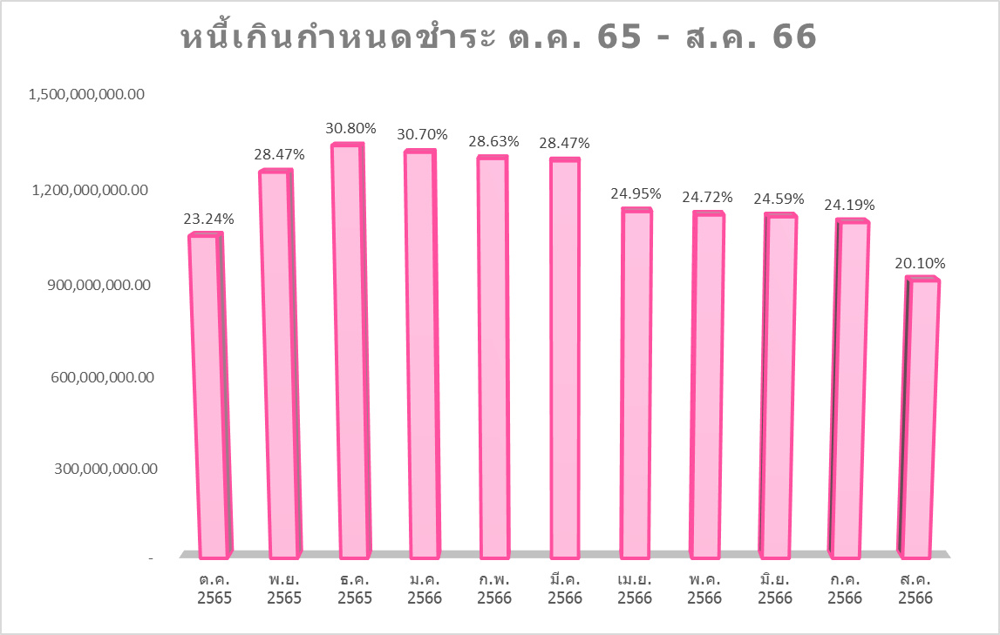 หนี้เกินกำหนดชำระ ต.ค. 65 - ส.ค. 66
1,500,000,000.00
1,200,000,000.00
900,000,000.00
600,000,000.00
300,000,000.00
-
23.24%
28.47%
30.80%
30.70%
28.63%
28.47%
24.95%
24.72%
24.59%
24.19%
20.10%
ต.ค.
2565
พ.ย.
2565
ธ.ค.
2565
ม.ค.
2566
ก.พ.
2566
มี.ค.
2566
เม.ย.
2566
พ.ค.
2566
มิ.ย.
2566
ก.ค.
2566
ส.ค.
2566